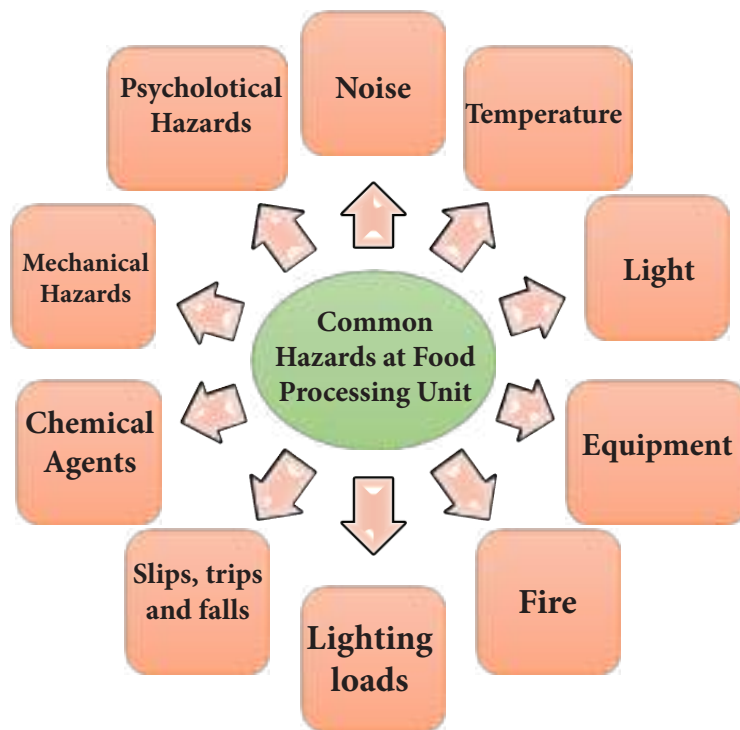 Noise
Temperature
Light
Equipment
Fire
Lighting
loads
Slips, trips
and falls
Chemical
Agents
Mechanical
Hazards
Psycholotical
Hazards
Common
Hazards at Food
Processing Unit